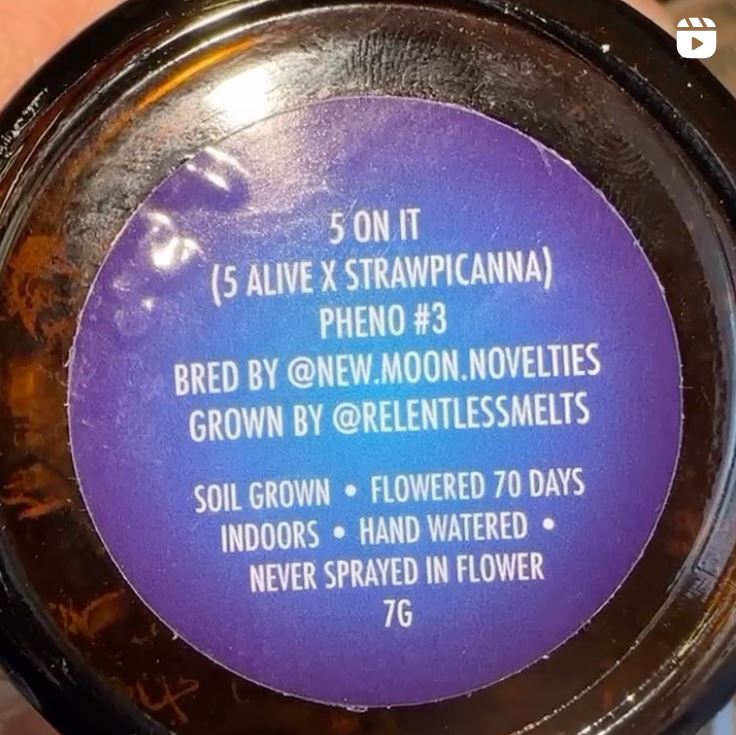 5 ON IT
(5 ALIVE X STRAWPICANNA)
PHENO #3
BRED BY @NEW.MOON.NOVELTIES
GROWN BY @RELENTLESSMELTS
SOIL GROWN • FLOWERED 70 DAYS
INDOORS • HAND WATERED •
NEVER SPRAYED IN FLOWER
7G